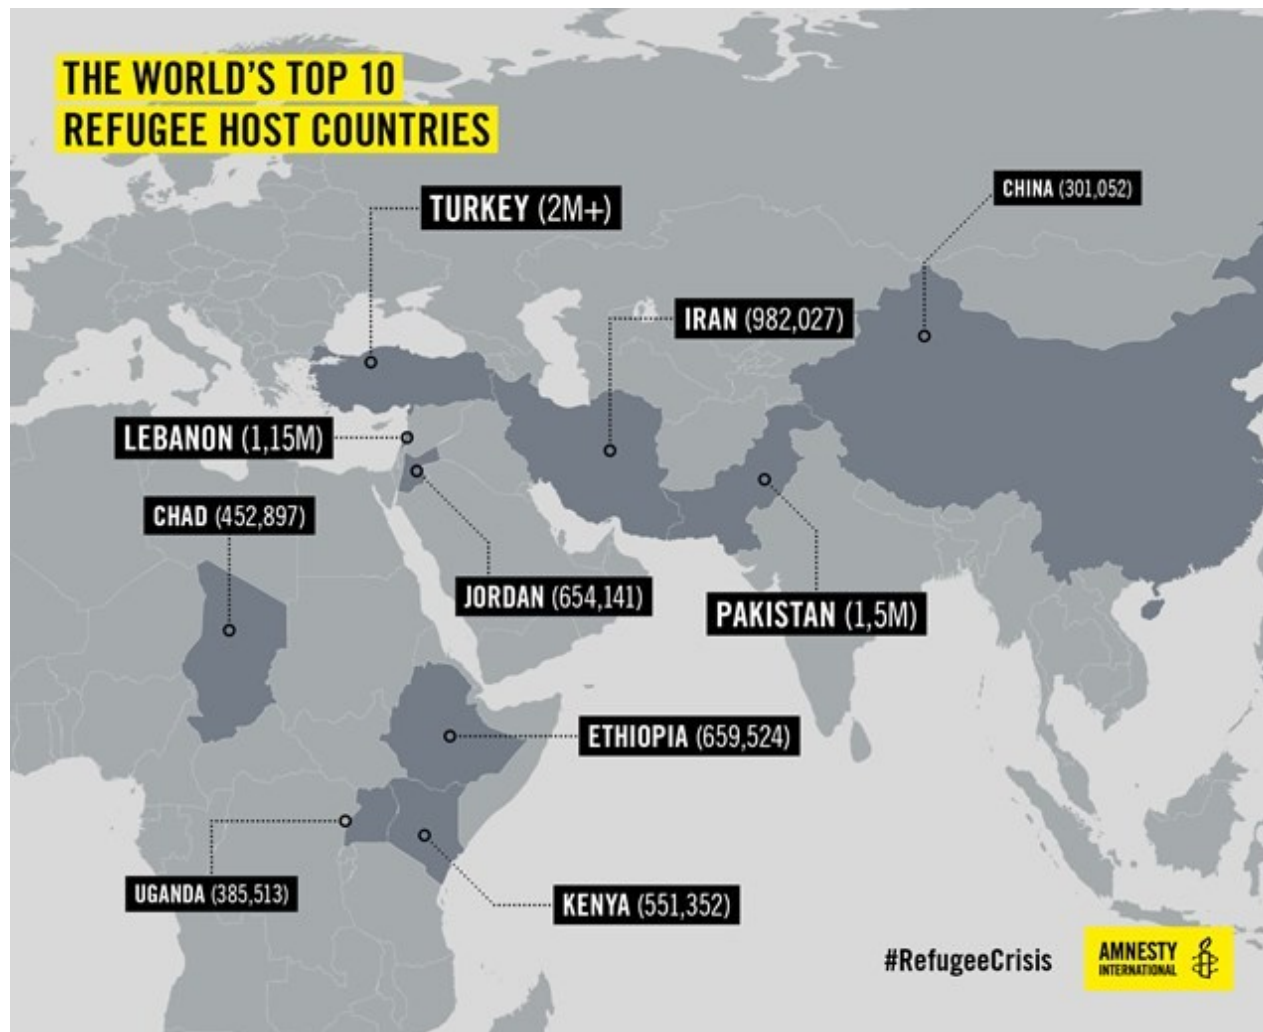 THE WORLD'S TOP 10
REFUGEE HOST COUNTRIES
CHINA (301,052)
TURKEY (2M+)
IRAN (982,027)
LEBANON (1,15M)
CHAD (452,897)
JORDAN (654,141)
PAKISTAN (1,5M)
ETHIOPIA (659,524)
UGANDA (385,513)
KENYA (551,352)
#RefugeeCrisis
AMNESTY
INTERNATIONAL